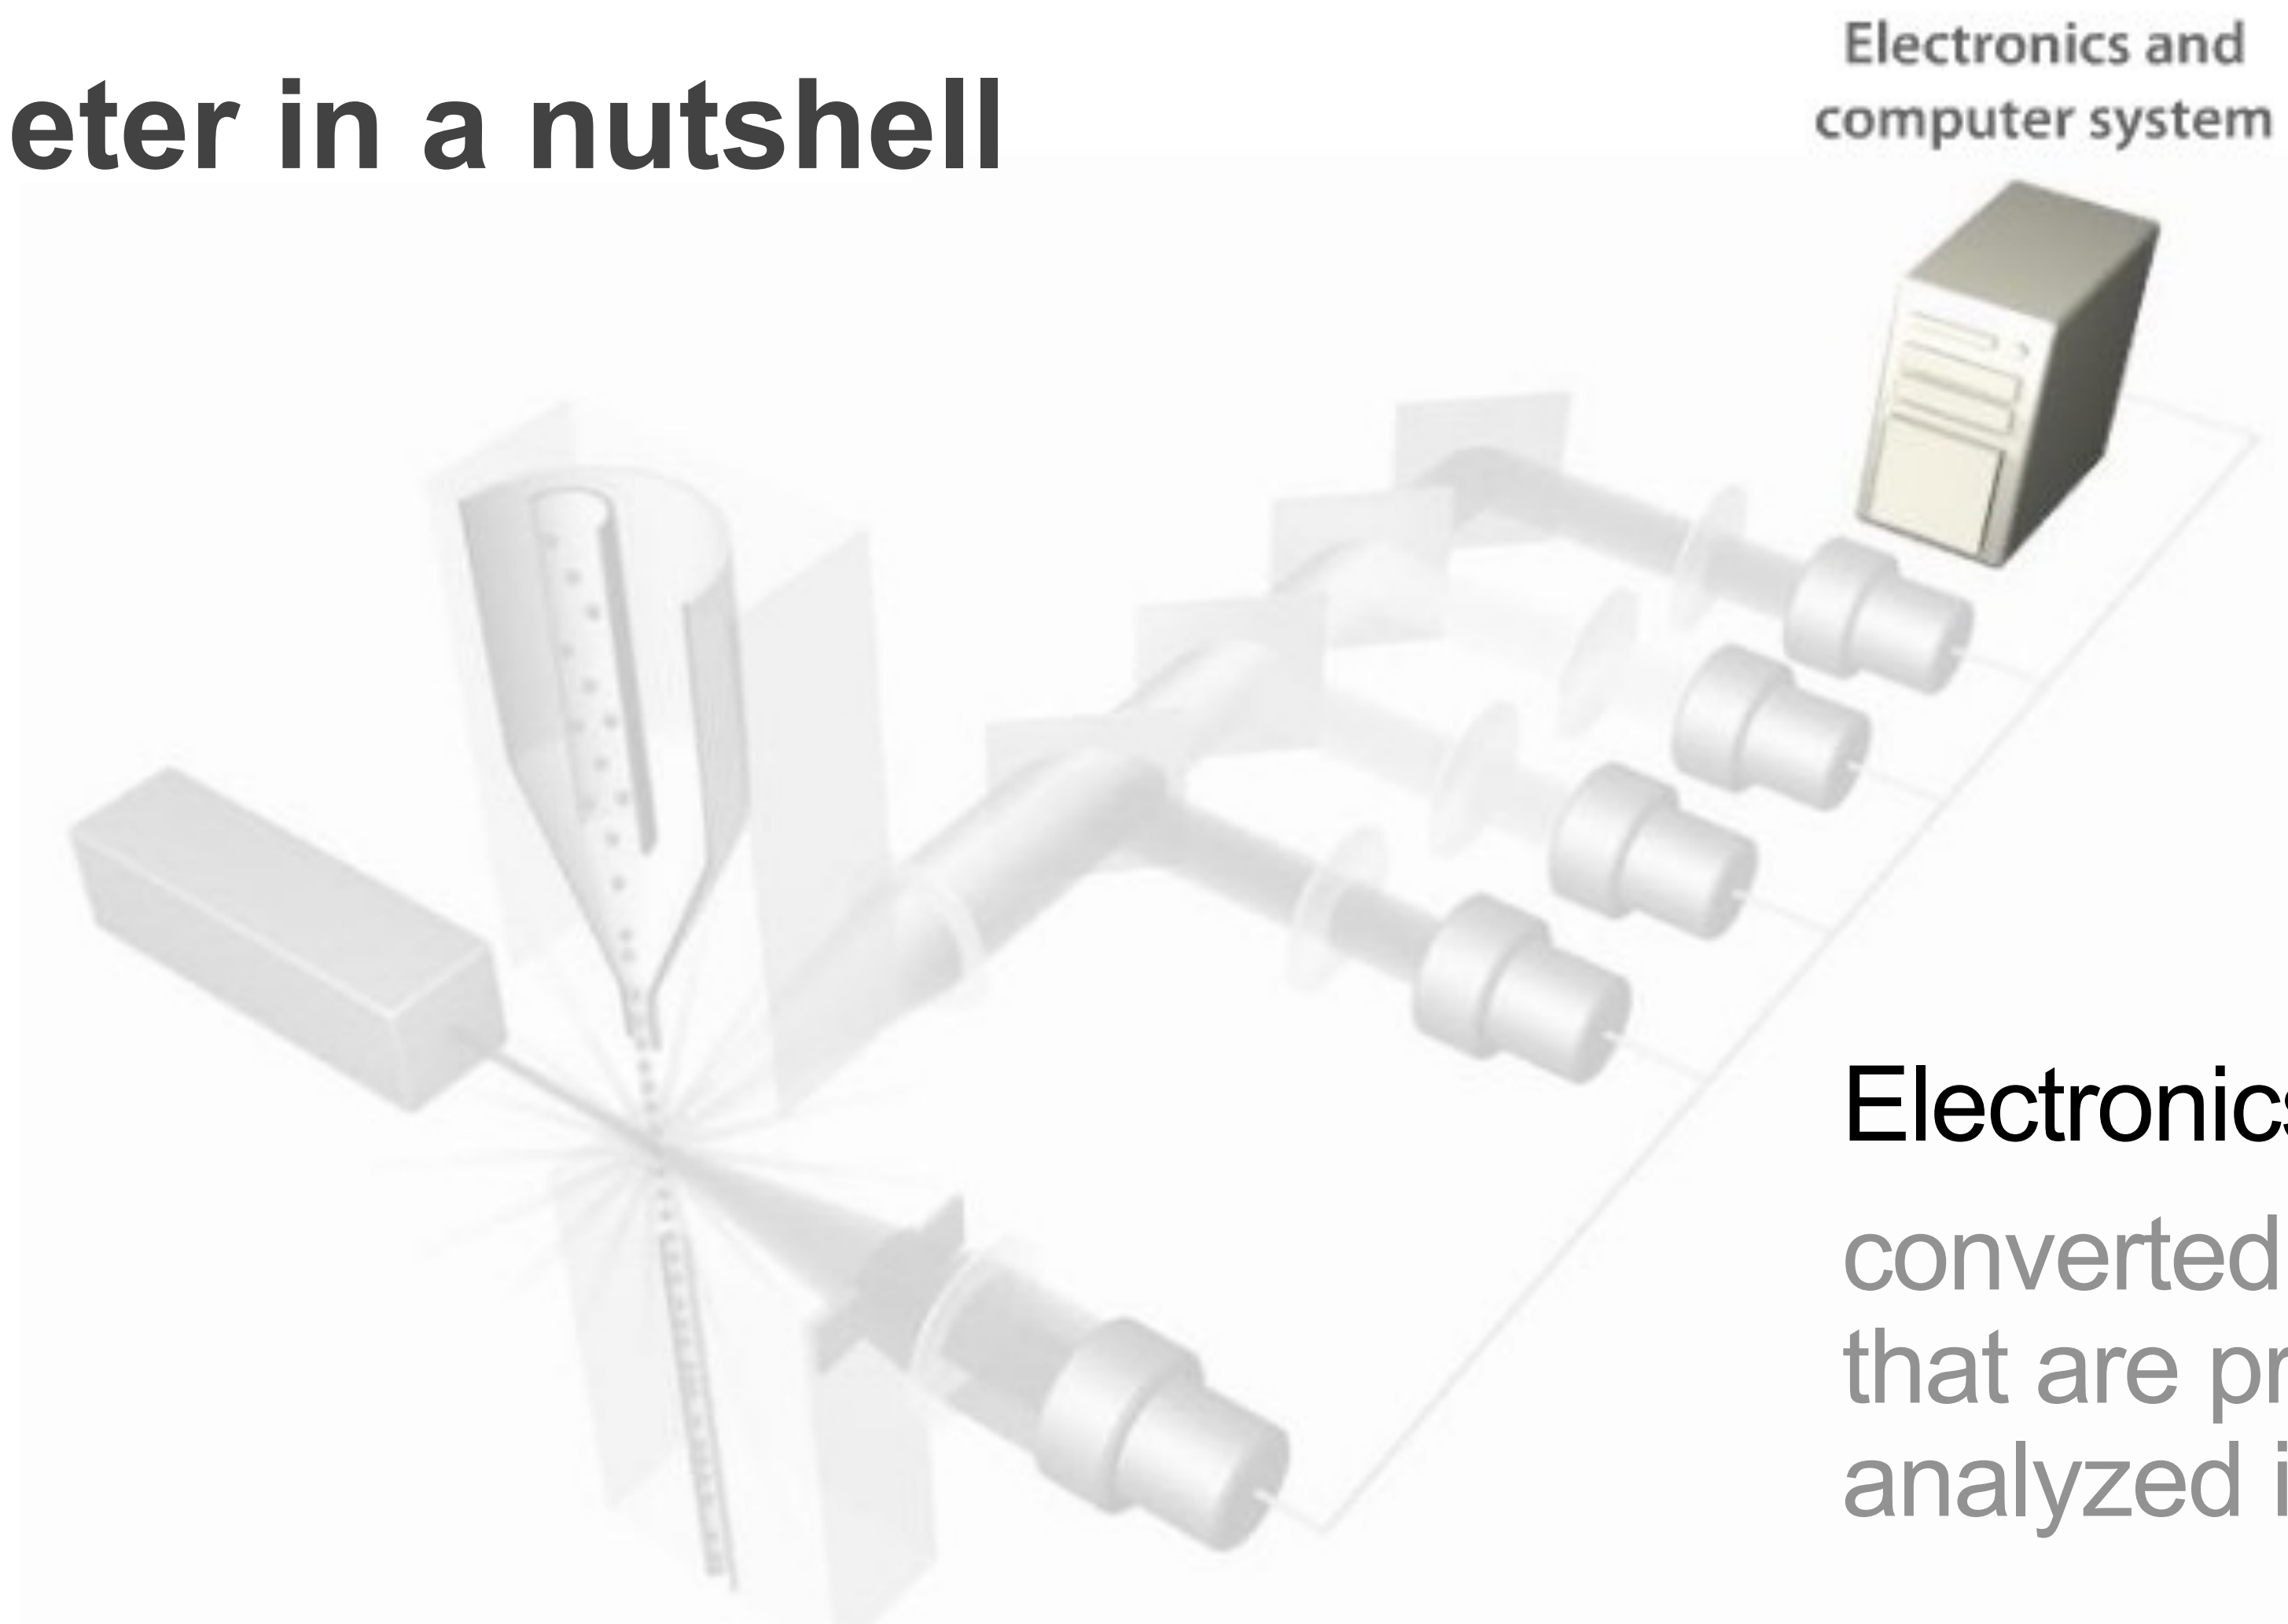 eter in a nutshell
Electronics and
computer system
Electronics
converted
that are pr
analyzed i